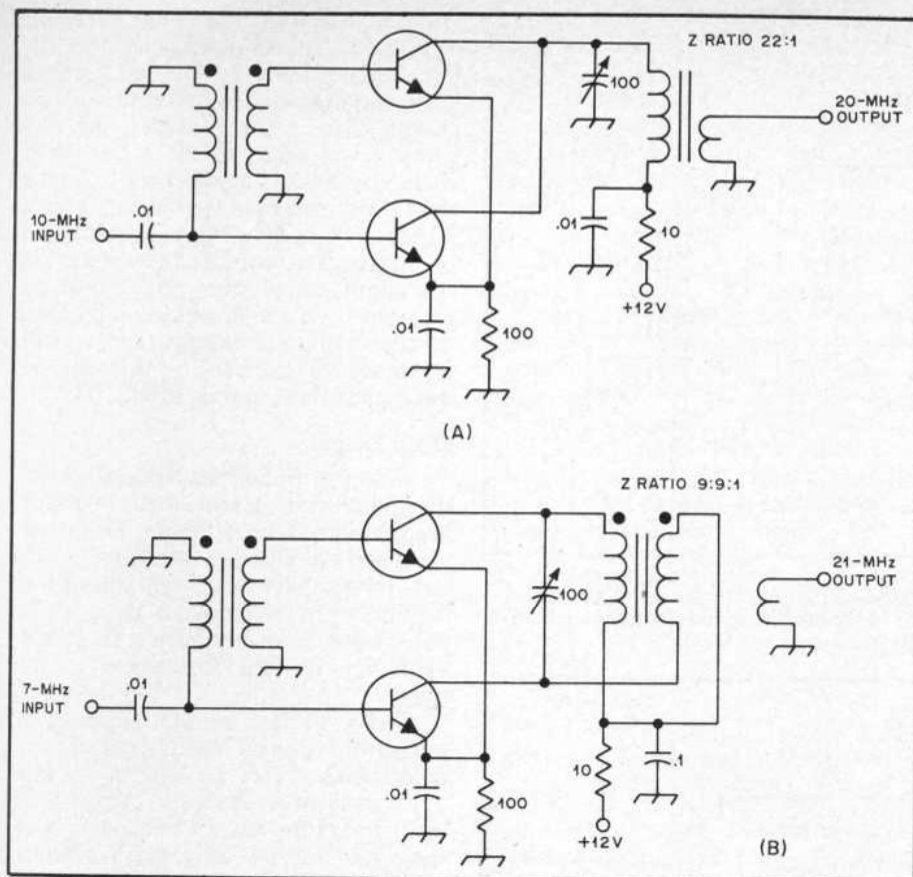 Z RATIO 22:1
100
20-MHz
OUTPUT
10-MHz
INPUT
.01
.01
10
+12V
.01
100
(A)
Z RATIO 9:9:1
21-MHz
OUTPUT
100
7-MHz
INPUT
.01
.01
100
10
.1
+12V
(B)